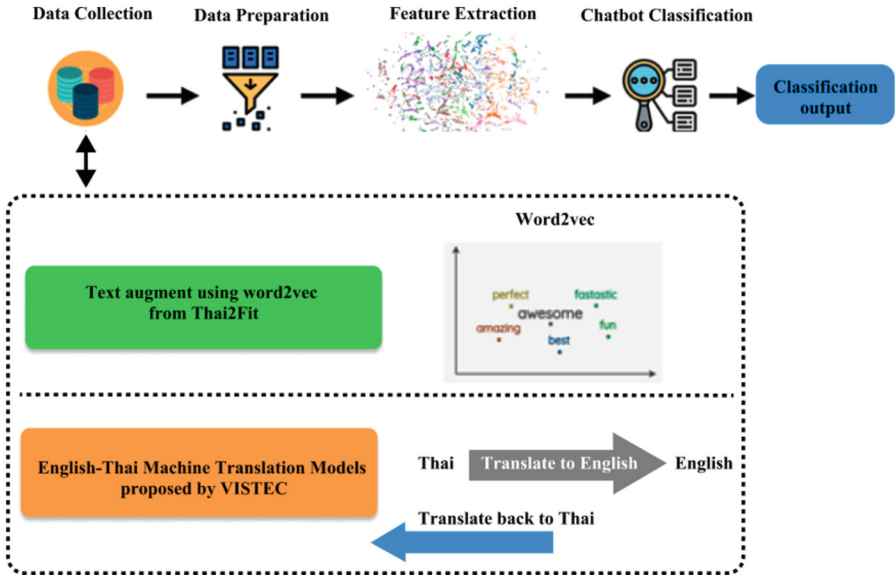 Data Collection
Data Preparation
Feature Extraction
Chatbot Classification
Classification
output
Word2vec
Text augment using word2vec
from Thai2Fit
perfect
fastastic
awesome
amazing
fun
best
English-Thai Machine Translation Models
proposed by VISTEC
Thai
Translate to English
English
Translate back to Thai